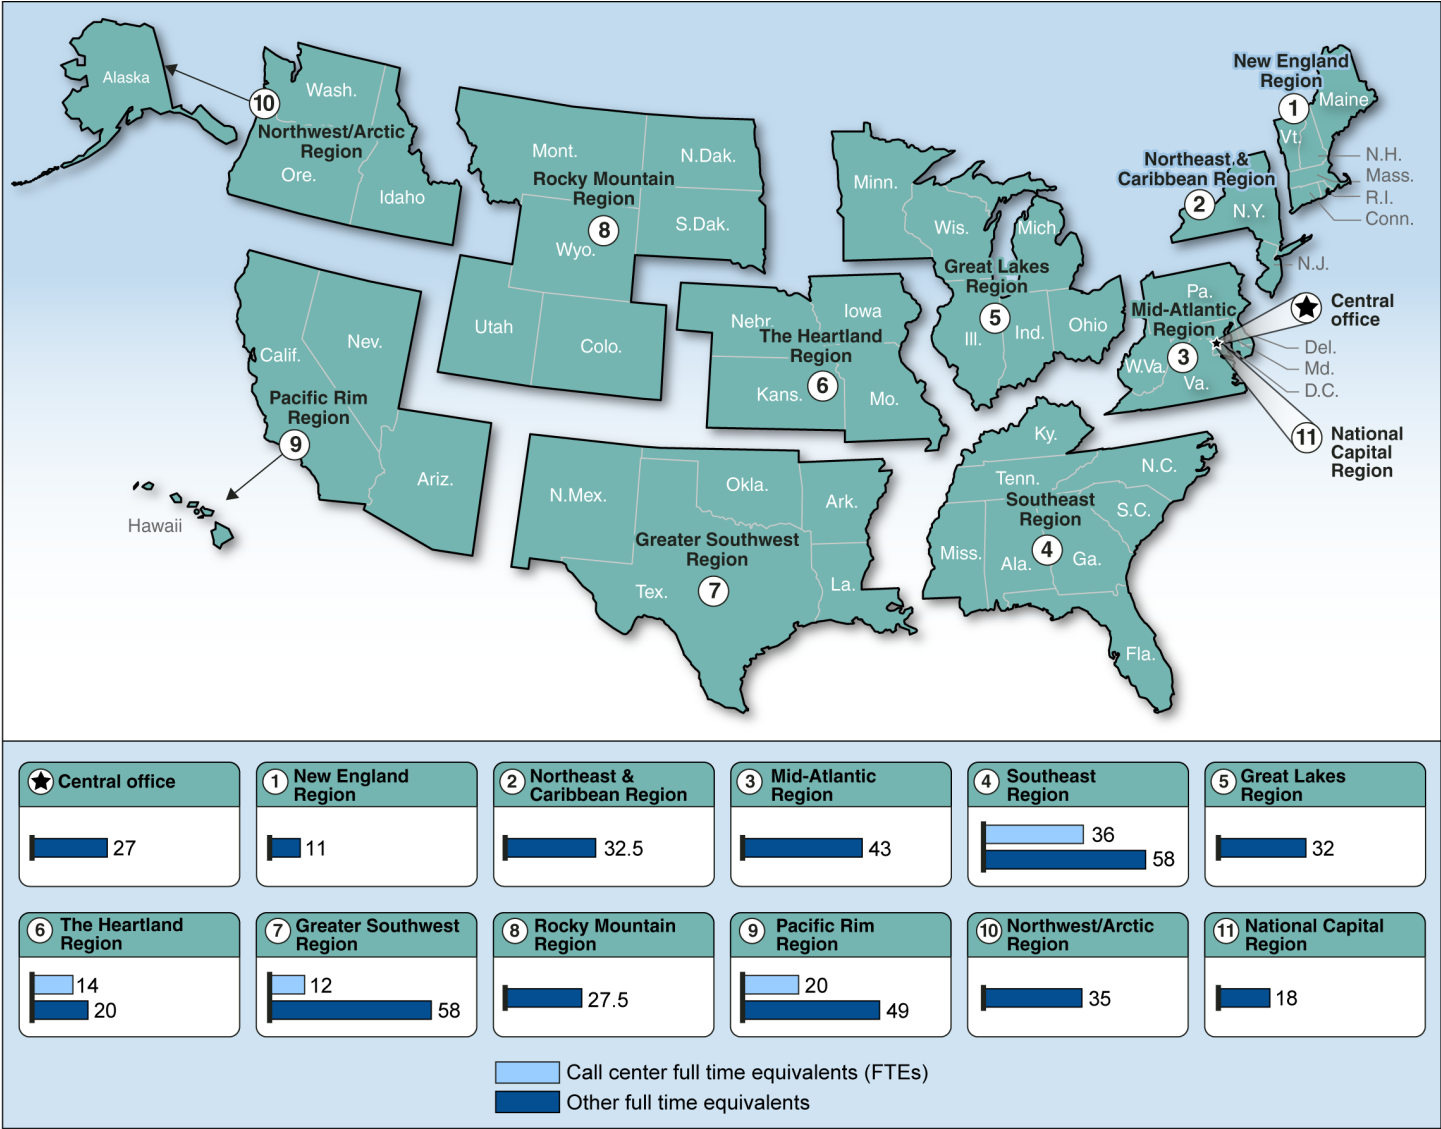 Alaska
Wash.
10
Northwest/Arctic
Region
Ore.
Idaho
Mont.
N.Dak.
Rocky Mountain
Region
8
S.Dak.
Wyo.
Utah
Colo.
Minn.
Wis.
Mich.
Great Lakes
Region
5
Ill.
Ind.
Ohio
New England
Region
1
Maine
Vt.
N.H.
Mass.
R.I.
Conn.
Northeast &
Caribbean Region
2
N.Y.
N.J.
Pa.
Mid-Atlantic
Region
3
W.Va.
Va.
Central
office
Del.
Md.
D.C.
11
National
Capital
Region
Calif.
Nev.
Pacific Rim
Region
9
Ariz.
Hawaii
Nebr.
Iowa
The Heartland
Region
6
Kans.
Mo.
N.Mex.
Okla.
Ark.
Greater Southwest
Region
7
Tex.
La.
Ky.
Tenn.
N.C.
Southeast
Region
4
S.C.
Miss.
Ala.
Ga.
Fla.
Central office
27
1 New England
Region
11
2 Northeast &
Caribbean Region
32.5
3 Mid-Atlantic
Region
43
4 Southeast
Region
36
58
5 Great Lakes
Region
32
6 The Heartland
Region
14
20
7 Greater Southwest
Region
12
58
8 Rocky Mountain
Region
27.5
9 Pacific Rim
Region
20
49
10 Northwest/Arctic
Region
35
11 National Capital
Region
18
Call center full time equivalents (FTEs)
Other full time equivalents